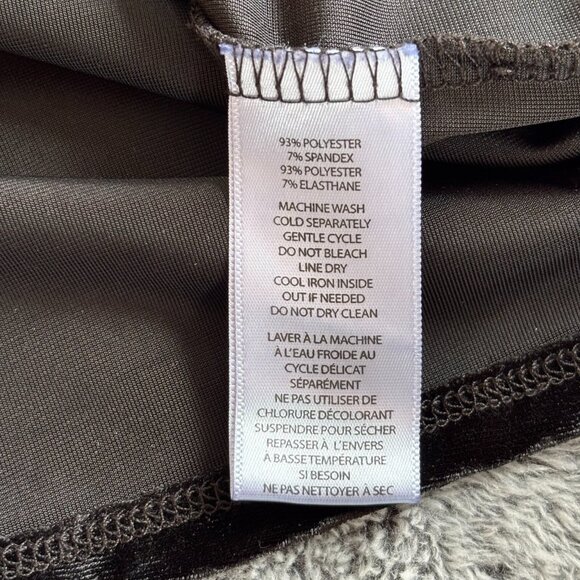 93% POLYESTER
7% SPANDEX
93% POLYESTER
7% ELASTHANE
MACHINE WASH
COLD SEPARATELY
GENTLE CYCLE
DO NOT BLEACH
LINE DRY
COOL IRON INSIDE
OUT IF NEEDED
DO NOT DRY CLEAN
LAVER À LA MACHINE
À L'EAU FROIDE AU
CYCLE DÉLICAT
SÉPARÉMENT
NE PAS UTILISER DE
CHLORURE DÉCOLORANT
SUSPENDRE POUR SÉCHER
REPASSER À L'ENVERS
À BASSE TEMPÉRATURE
SI BESOIN
NE PAS NETTOYER À SEC